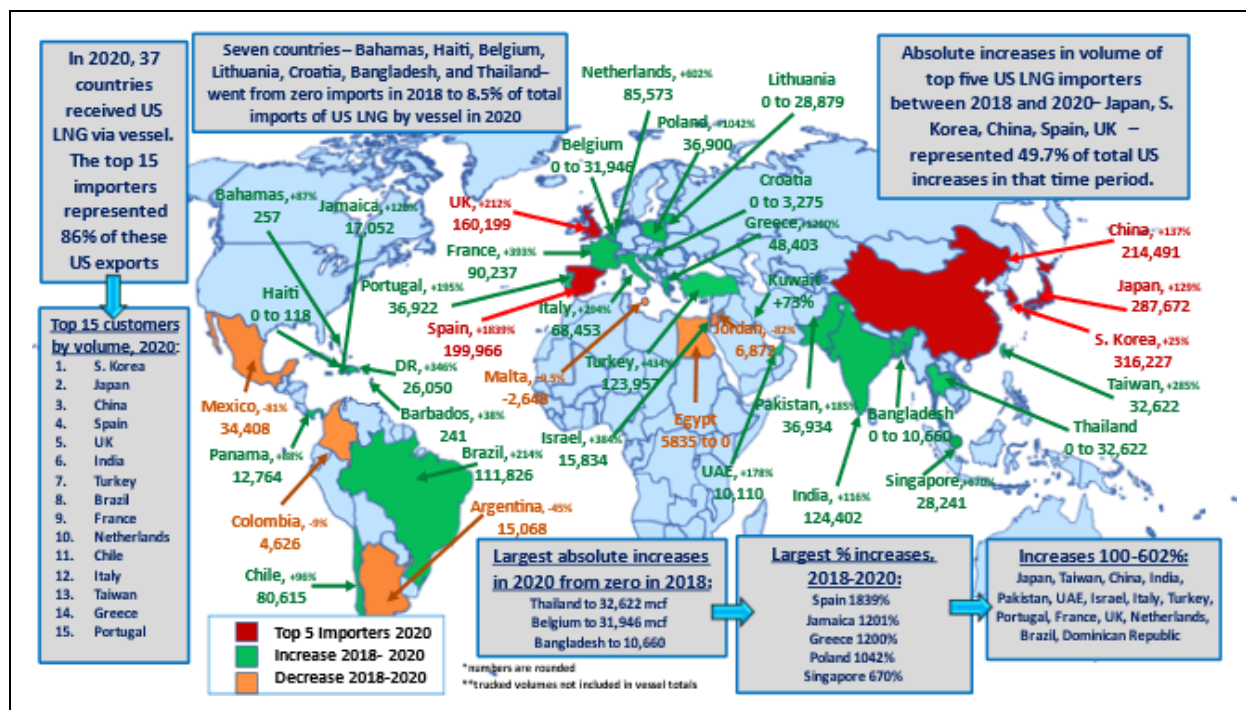 In 2020, 37
countries
received US
LNG via vessel.
The top 15
importers
represented
86% of these
US exports
Seven countries– Bahamas, Haiti, Belgium,
Lithuania, Croatia, Bangladesh, and Thailand–
went from zero imports in 2018 to 8.5% of total
imports of US LNG by vessel in 2020
Absolute increases in volume of
top five US LNG importers
between 2018 and 2020– Japan, S.
Korea, China, Spain, UK –
represented 49.7% of total US
increases in that time period.
Netherlands, +602%
85,573
Lithuania
0 to 28,879
Poland +1042%
36,900
Belgium
0 to 31,946
Croatia
0 to 3,275
Greece
48,403
Bahamas, +87%
257
Jamaica,
17,052
UK, +212%
160,199
France, +393%
90,237
Portugal, +195%
36,922
Spain, +1839%
199,966
Italy, +294%
68,453
Kuwait
+73%
Jordan, -82%
6,872
China, +137%
214,491
Japan, +129%
287,672
S. Korea, +25%
316,227
Taiwan, +285%
32,622
Thailand
0 to 32,622
Haiti
0 to 118
DR, +346%
26,050
Barbados, +38%
241
Mexico, -81%
34,408
Panama,
12,764
Malta,
-2,648
Turkey, +434%
123,957
Egypt
5835 to 0
Israel, +384%
15,834
Pakistan, +185%
36,934
Bangladesh
0 to 10,660
UAE, +178%
10,110
India, +116%
124,402
Singapore, +670%
28,241
Brazil, +214%
111,826
Colombia, -9%
4,626
Argentina, -45%
15,068
Chile, +96%
80,615
Top 15 customers
by volume, 2020:
1. S. Korea
2. Japan
3. China
4. Spain
5. UK
6. India
7. Turkey
8. Brazil
9. France
10. Netherlands
11. Chile
12. Italy
13. Taiwan
14. Greece
15. Portugal
Top 5 Importers 2020
Increase 2018- 2020
Decrease 2018-2020
Largest absolute increases
in 2020 from zero in 2018:
Thailand to 32,622 mcf
Belgium to 31,946 mcf
Bangladesh to 10,660
*numbers are rounded
**trucked volumes not included in vessel totals
Largest % increases,
2018-2020:
Spain 1839%
Jamaica 1201%
Greece 1200%
Poland 1042%
Singapore 670%
Increases 100-602%:
Japan, Taiwan, China, India,
Pakistan, UAE, Israel, Italy, Turkey,
Portugal, France, UK, Netherlands,
Brazil, Dominican Republic